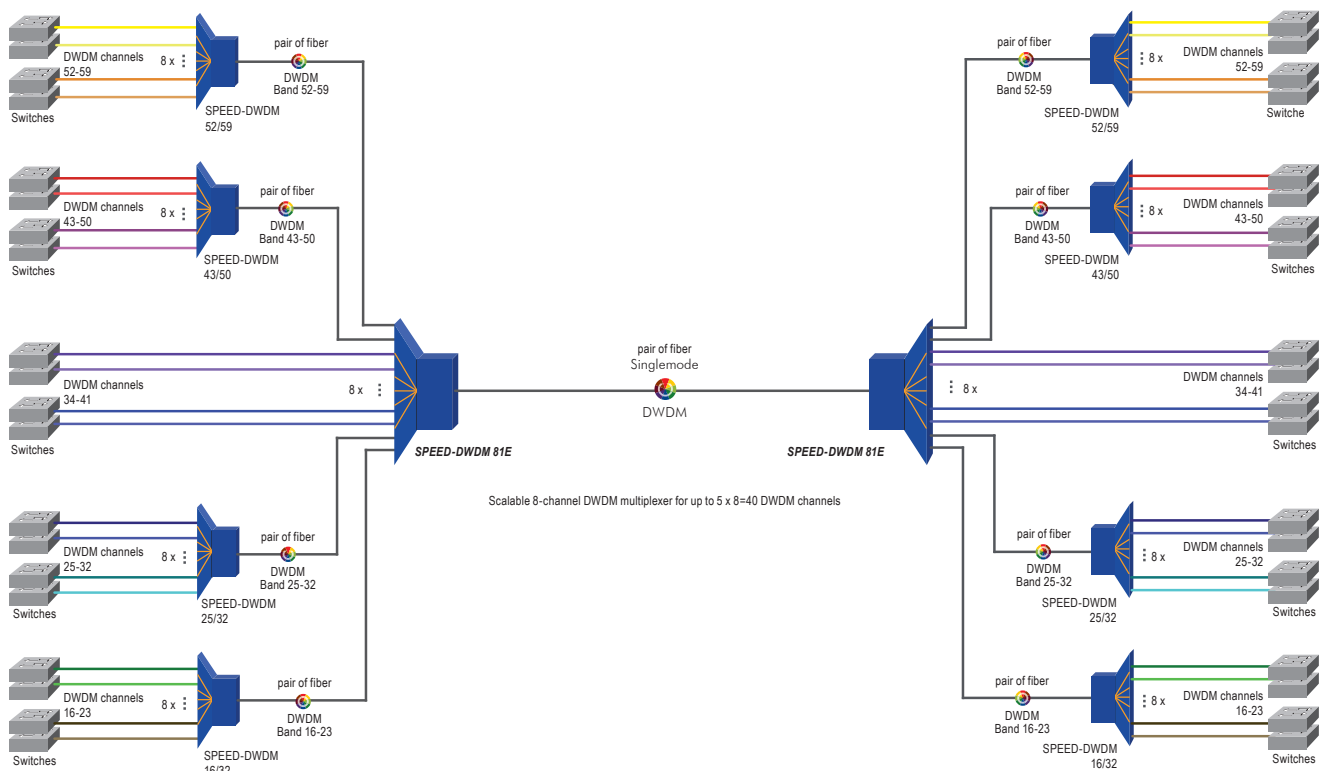 pair of fiber
DWDM channels
52-59
8 x
DWDM
Band 52-59
SPEED-DWDM
52/59
Switches
pair of fiber
DWDM channels
43-50
8 x
DWDM
Band 43-50
SPEED-DWDM
43/50
Switches
DWDM channels
34-41
8 x
Switches
SPEED-DWDM 81E
pair of fiber
DWDM channels
25-32
8 x
DWDM
Band 25-32
SPEED-DWDM
25/32
Switches
pair of fiber
DWDM channels
16-23
8 x
DWDM
Band 16-23
SPEED-DWDM
16/32
Switches
pair of fiber
Singlemode
DWDM
Scalable 8-channel DWDM multiplexer for up to 5 x 8=40 DWDM channels
pair of fiber
DWDM
Band 52-59
8 x
DWDM channels
52-59
SPEED-DWDM
52/59
Switche
pair of fiber
DWDM
Band 43-50
8 x
DWDM channels
43-50
SPEED-DWDM
43/50
Switches
8 x
DWDM channels
34-41
Switches
SPEED-DWDM 81E
pair of fiber
DWDM
Band 25-32
8 x
DWDM channels
25-32
SPEED-DWDM
25/32
Switches
pair of fiber
DWDM
Band 16-23
8 x
DWDM channels
16-23
SPEED-DWDM
16/32
Switches